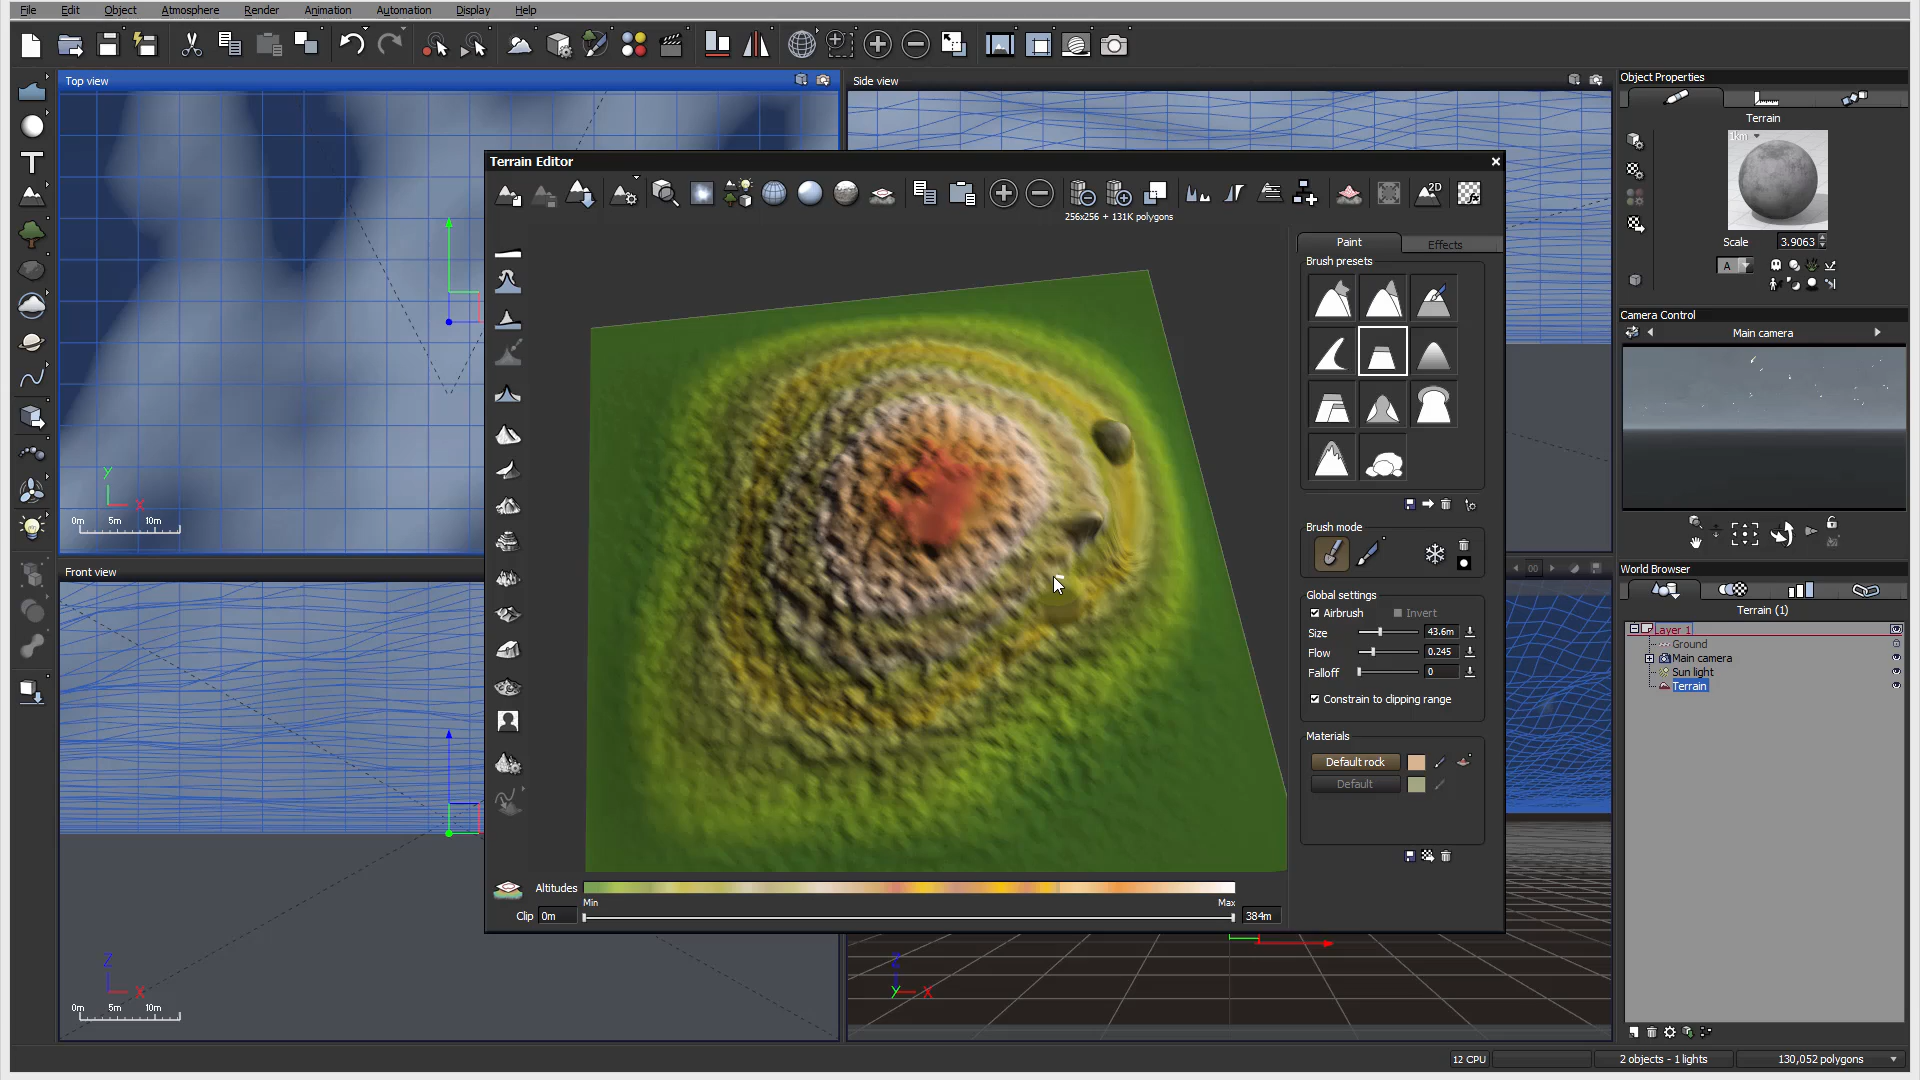 File Edit Object Atmosphere Render Animation Automation Display Help
Top view
Side view
Object Properties
Terrain
1km
Scale 3.9063
A
Terrain Editor
2D
256x256 + 131K polygons
Paint Effects
Brush presets
Brush mode
Global settings
Airbrush Invert
Size 43.6m
Flow 0.245
Falloff 0
Constrain to clipping range
Materials
Default rock
Default
Altitudes
Min Max
Clip 0m 384m
Camera Control
Main camera
World Browser
Terrain (1)
Layer 1
Ground
Main camera
Sun light
Terrain
Y
X
0m 5m 10m
Front view
Z
X
0m 5m 10m
Z
Y X
00
12 CPU 2 objects - 1 lights 130,052 polygons